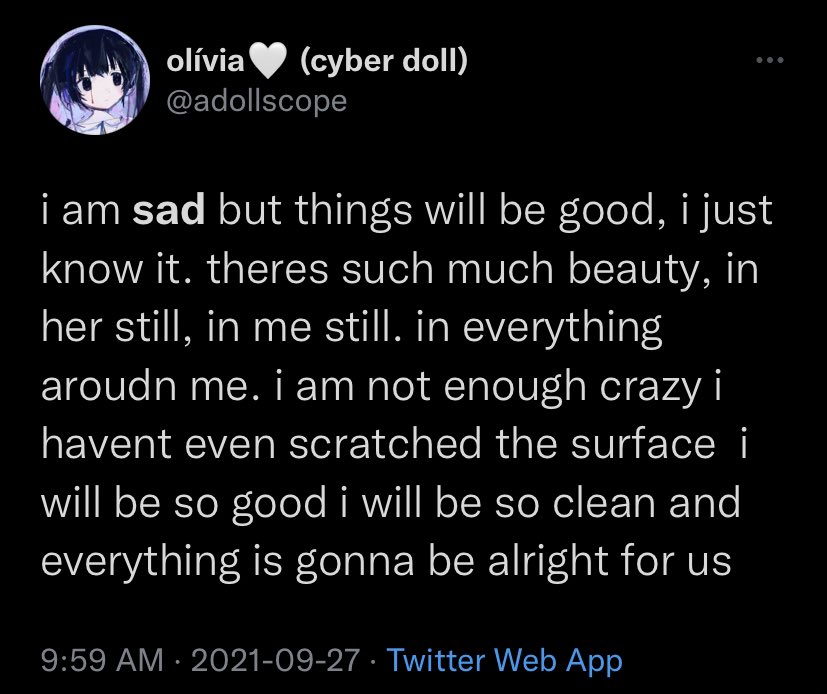 olívia🤍 (cyber doll)
@adollscope
i am sad but things will be good, i just
know it. theres such much beauty, in
her still, in me still. in everything
aroudn me. i am not enough crazy i
havent even scratched the surface  i
will be so good i will be so clean and
everything is gonna be alright for us
9:59 AM · 2021-09-27 · Twitter Web App